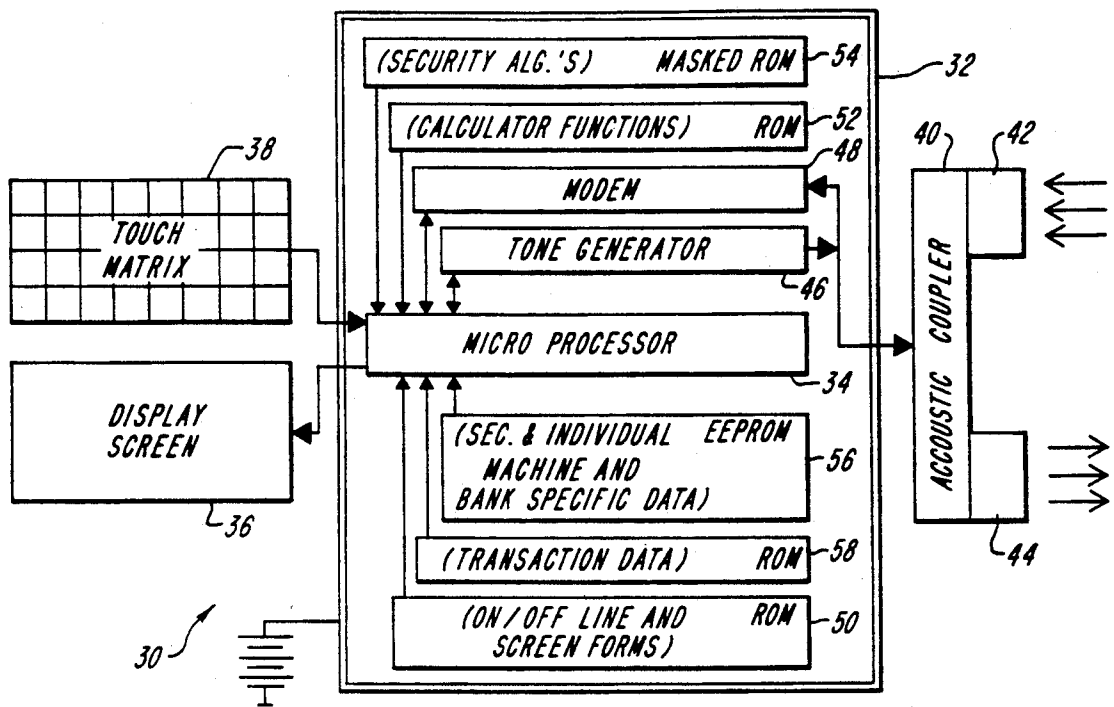 (SECURITY ALG.'S) MASKED ROM
54
32
(CALCULATOR FUNCTIONS) ROM
52
48
MODEM
38
TOUCH
MATRIX
TONE GENERATOR
46
40
42
ACCOUSTIC COUPLER
MICRO PROCESSOR
34
DISPLAY
SCREEN
36
(SEC. & INDIVIDUAL EEPROM
MACHINE AND
BANK SPECIFIC DATA)
56
44
(TRANSACTION DATA) ROM
58
(ON/OFF LINE AND ROM
SCREEN FORMS)
50
30